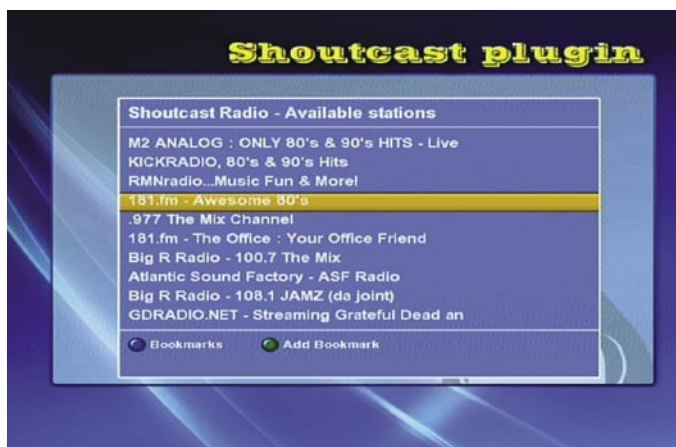 Shoutcast plugin
Shoutcast Radio - Available stations
M2 ANALOG : ONLY 80's & 90's HITS - Live
KICKRADIO, 80's & 90's Hits
RMNradio...Music Fun & More!
181.fm - Awesome 80's
.977 The Mix Channel
181.fm - The Office : Your Office Friend
Big R Radio - 100.7 The Mix
Atlantic Sound Factory - ASF Radio
Big R Radio - 108.1 JAMZ (da joint)
GDRADIO.NET - Streaming Grateful Dead an
Bookmarks Add Bookmark